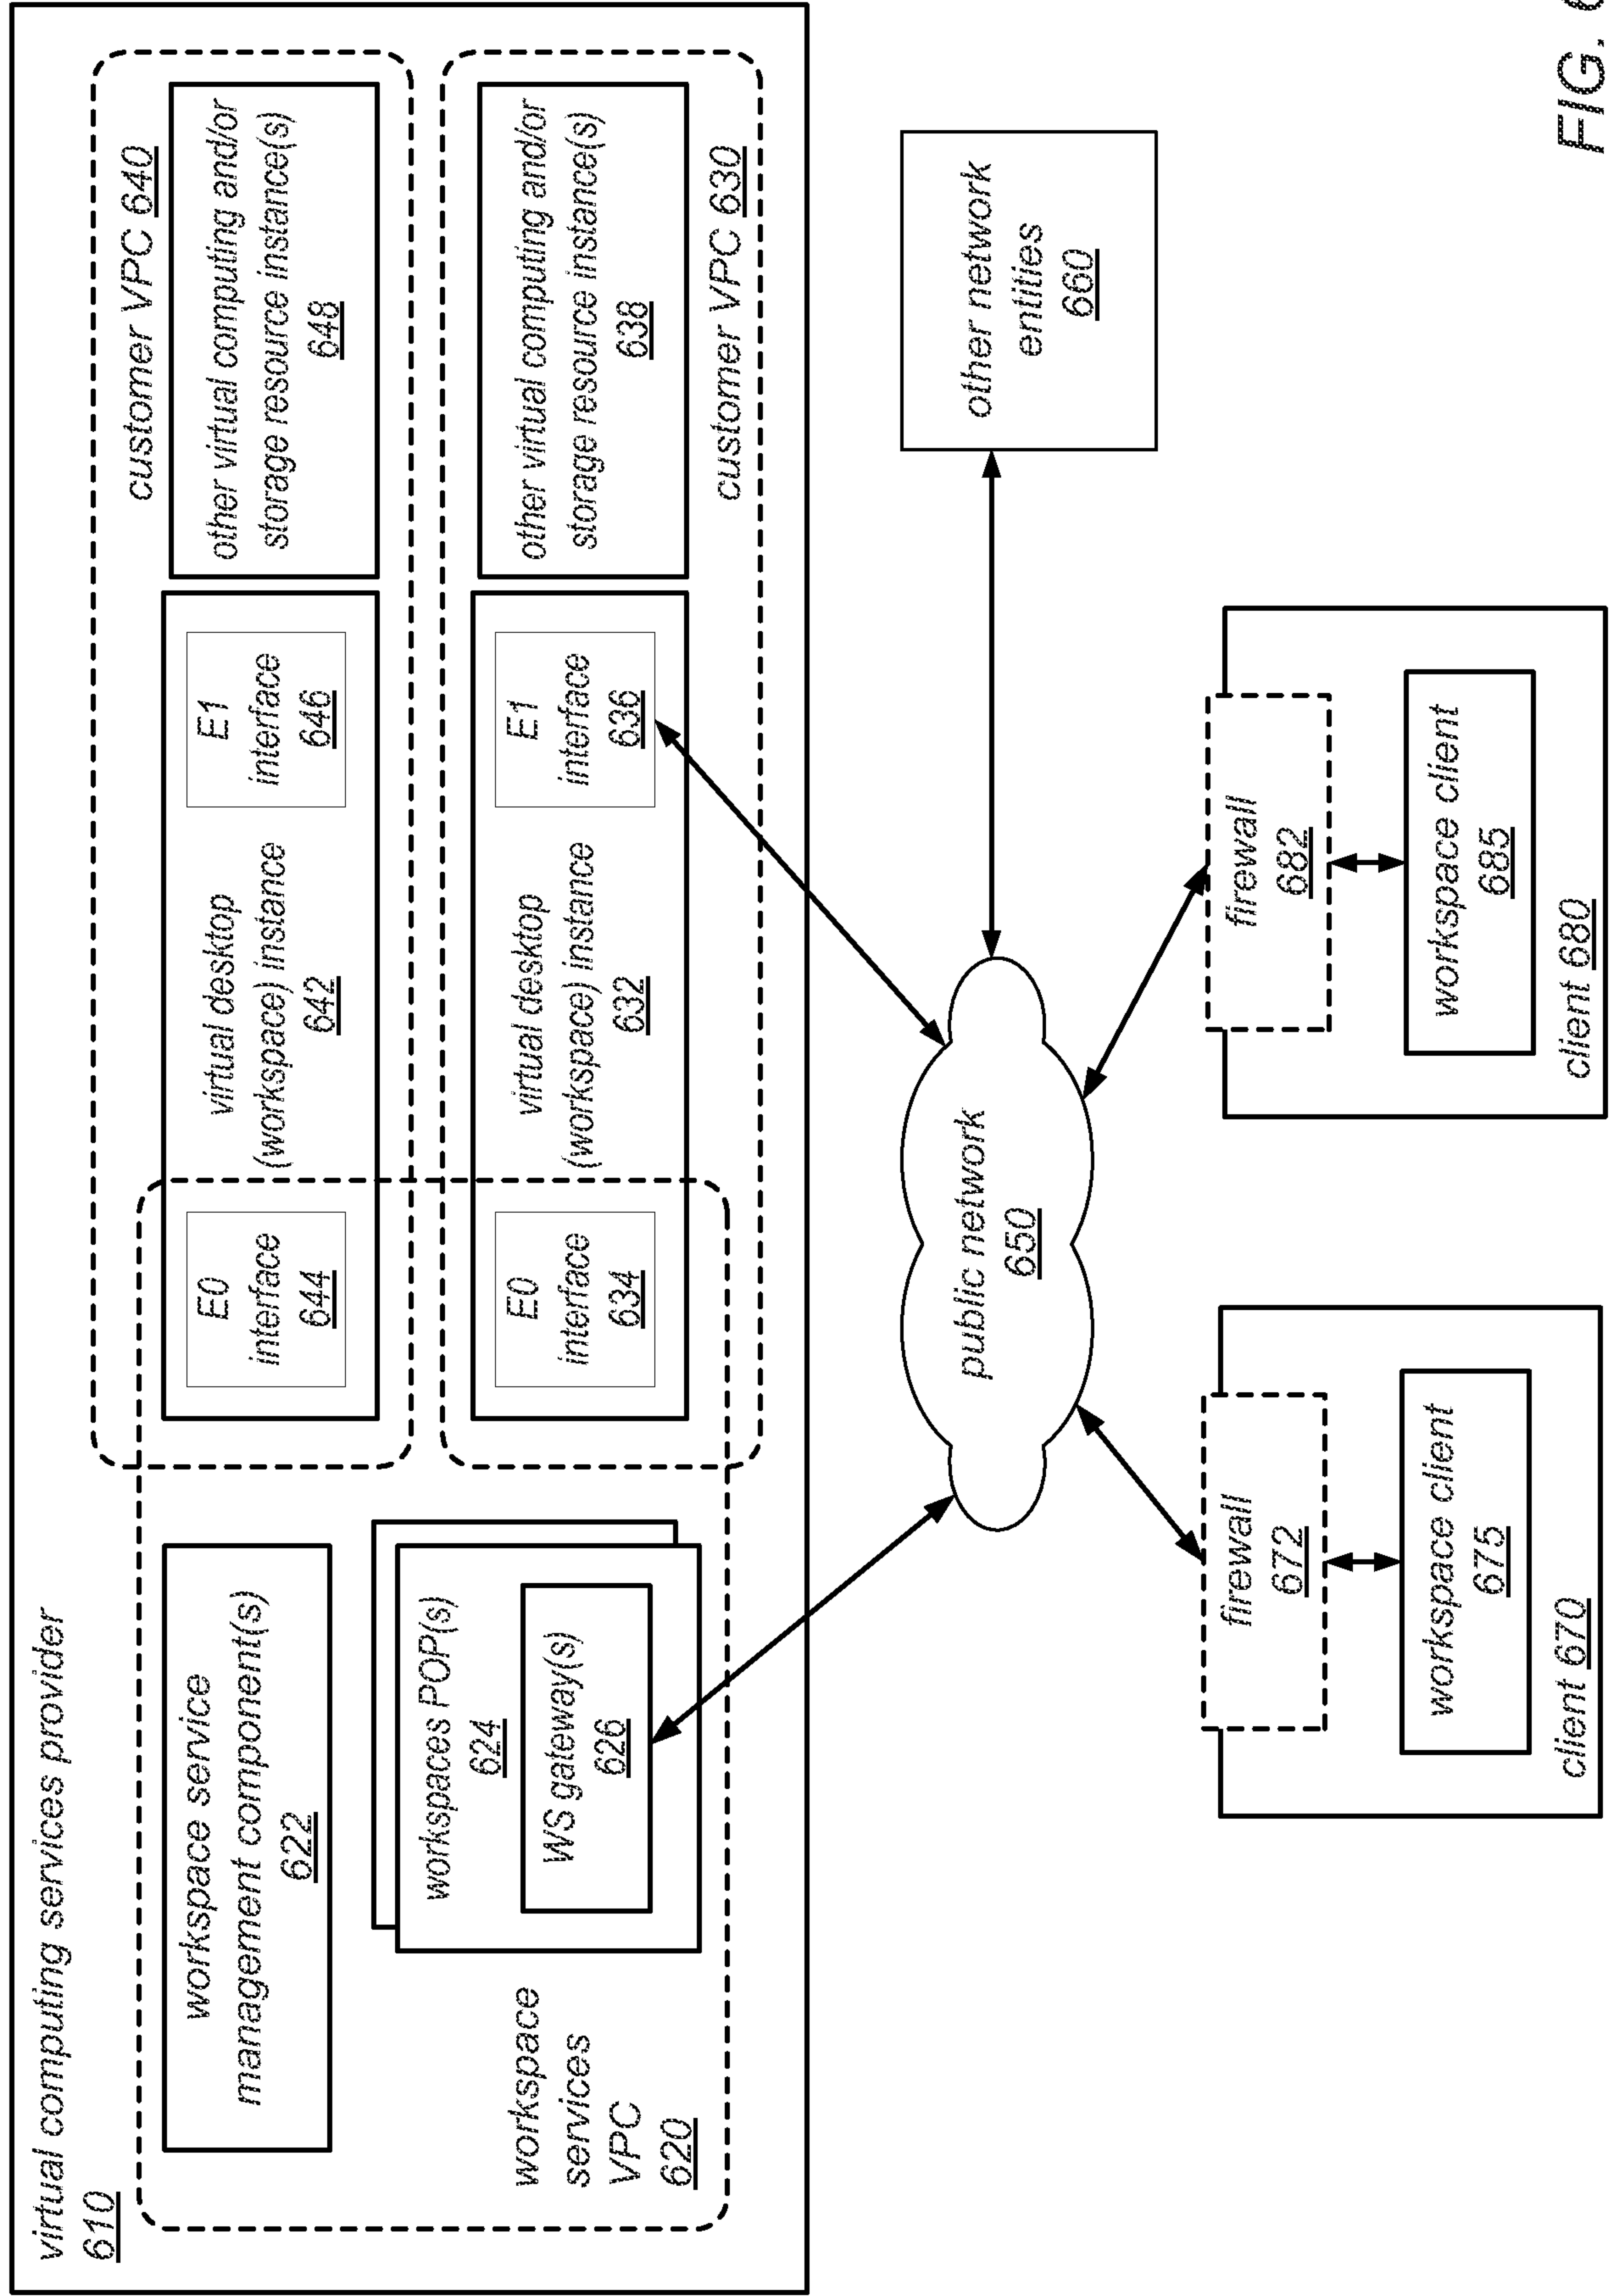 virtual computing services provider
610
workspace service
management component(s)
622
workspaces POP(s)
624
WS gateway(s)
626
workspace
services
VPC
620
customer VPC 640
E0
interface
644
virtual desktop
(workspace) instance
642
E1
interface
646
other virtual computing and/or
storage resource instance(s)
648
E0
interface
634
virtual desktop
(workspace) instance
632
E1
interface
636
other virtual computing and/or
storage resource instance(s)
638
customer VPC 630
public network
650
other network
entities
660
firewall
672
workspace client
675
client 670
firewall
682
workspace client
685
client 680
FIG.